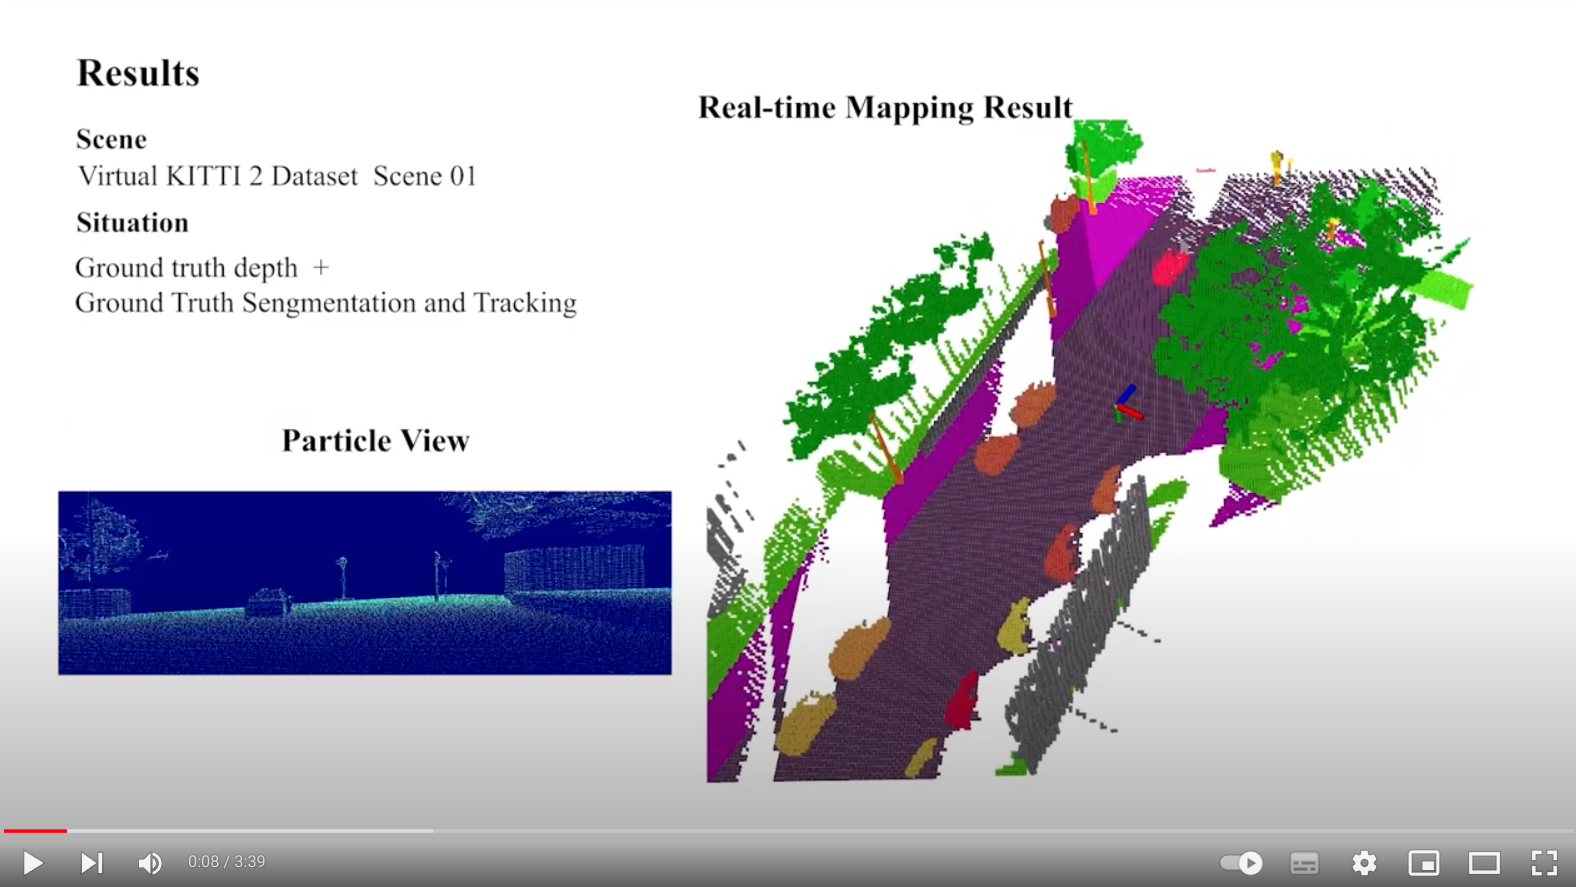 Results
Scene
Virtual KITTI 2 Dataset Scene 01
Situation
Ground truth depth +
Ground Truth Sengmentation and Tracking
Real-time Mapping Result
Particle View
0:08 / 3:39